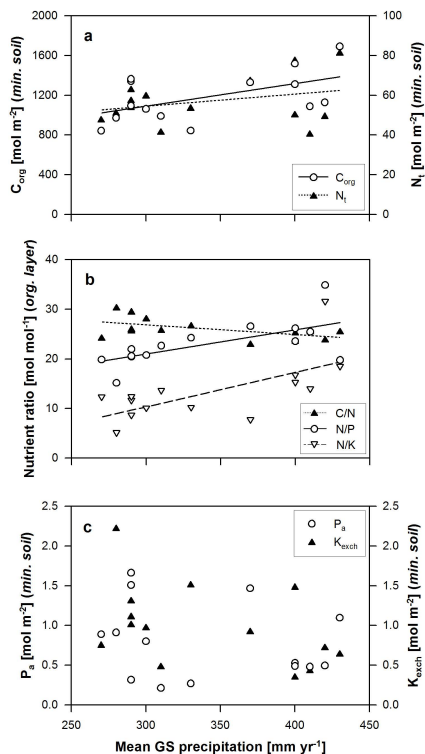 a
C_org [mol m⁻²] (min. soil)
2000
1600
1200
800
400
0
100
80
60
40
20
0
N_t [mol m⁻²] (min. soil)
C_org
N_t
b
Nutrient ratio [mol mol⁻¹] (org. layer)
40
30
20
10
0
C/N
N/P
N/K
c
P_a [mol m⁻²] (min. soil)
2.5
2.0
1.5
1.0
0.5
0.0
2.5
2.0
1.5
1.0
0.5
0.0
K_exch [mol m⁻²] (min. soil)
P_a
K_exch
250
300
350
400
450
Mean GS precipitation [mm yr⁻¹]